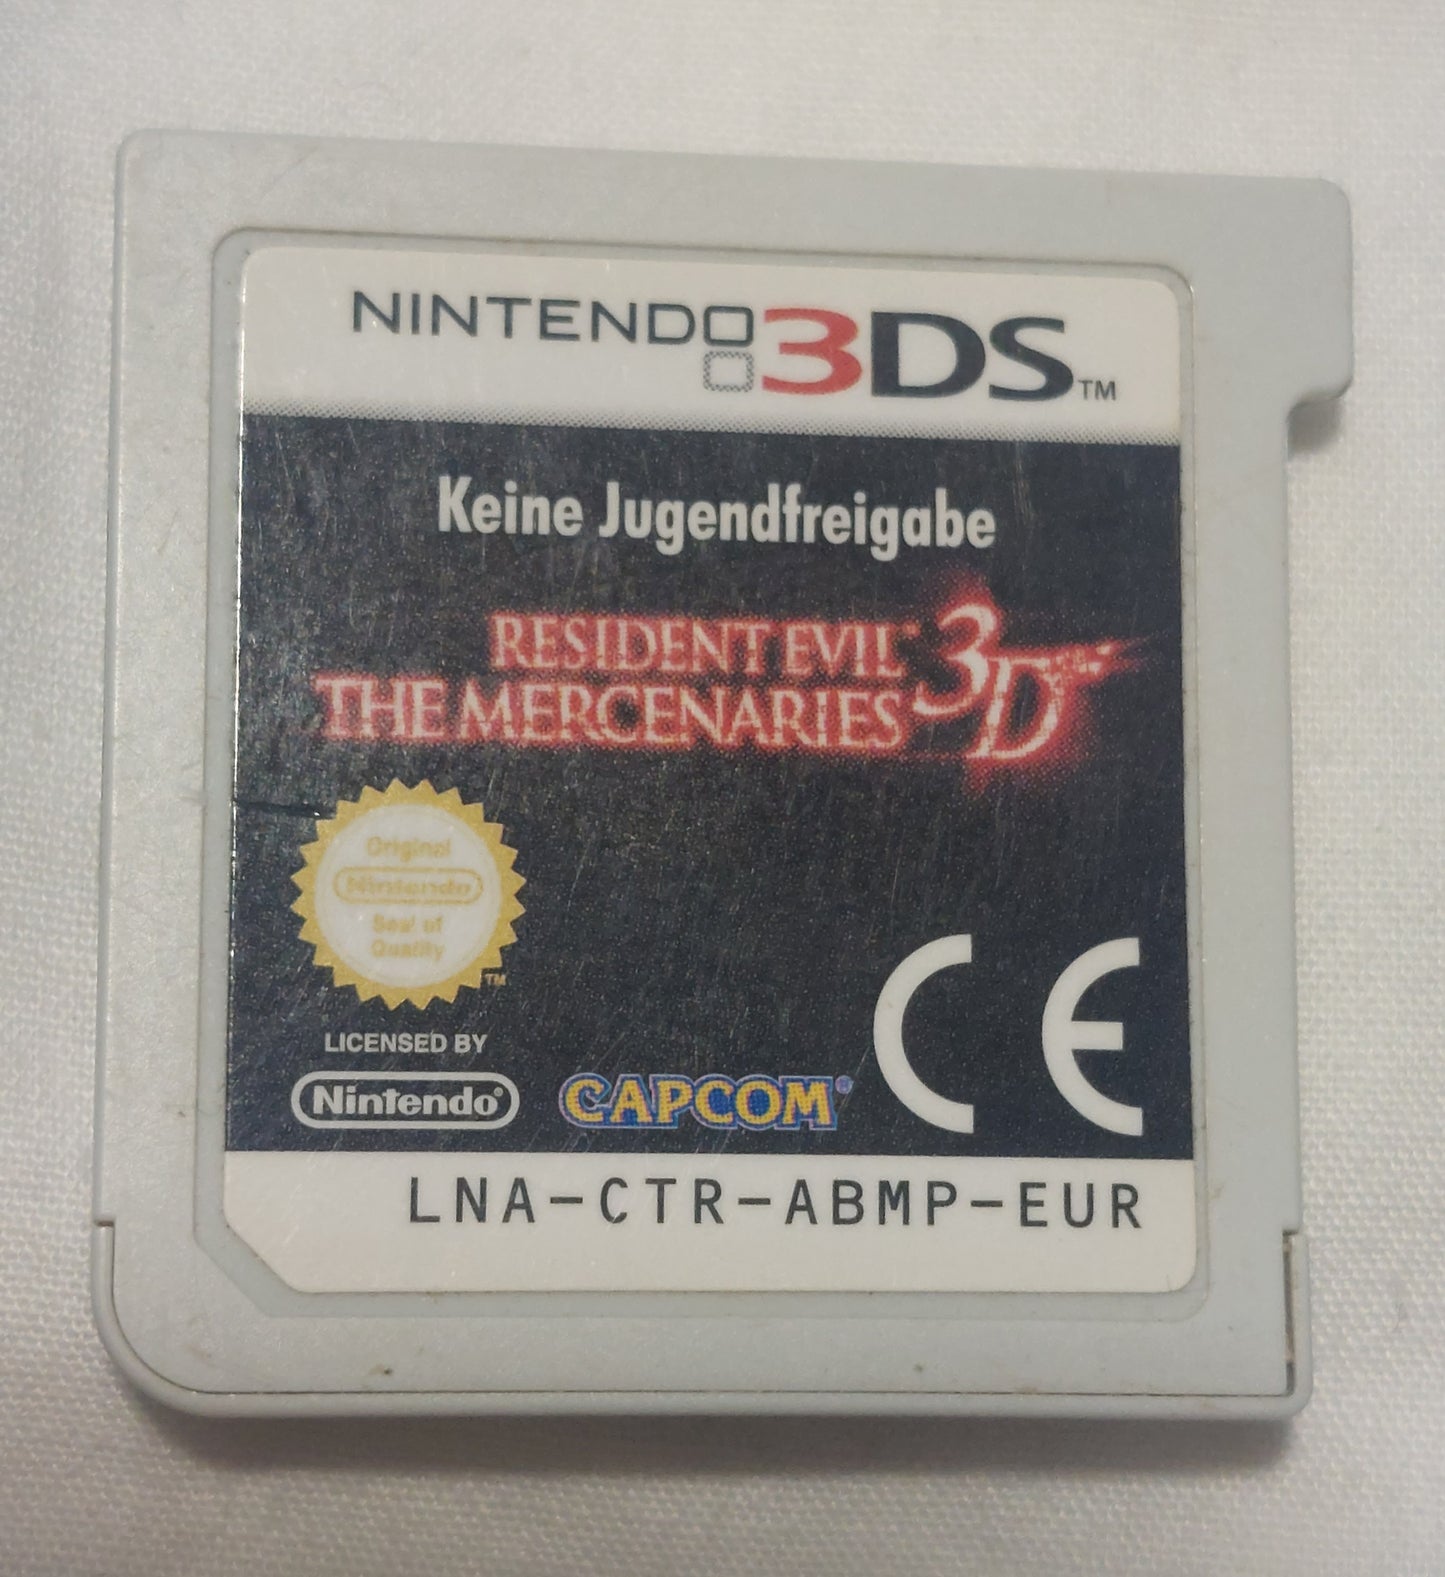 NINTENDO 3DS™
Keine Jugendfreigabe
RESIDENT EVIL™
THE MERCENARIES 3D
Original
Nintendo
Seal of
Quality
™
LICENSED BY
Nintendo®
CAPCOM®
CE
LNA-CTR-ABMP-EUR